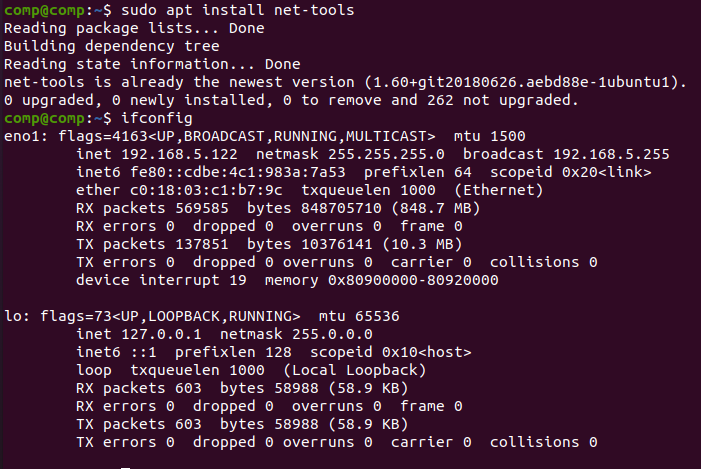 comp@comp:~$ sudo apt install net-tools
Reading package lists... Done
Building dependency tree
Reading state information... Done
net-tools is already the newest version (1.60+git20180626.aebd88e-1ubuntu1).
0 upgraded, 0 newly installed, 0 to remove and 262 not upgraded.
comp@comp:~$ ifconfig
eno1: flags=4163<UP,BROADCAST,RUNNING,MULTICAST>  mtu 1500
        inet 192.168.5.122  netmask 255.255.255.0  broadcast 192.168.5.255
        inet6 fe80::cdbe:4c1:983a:7a53  prefixlen 64  scopeid 0x20<link>
        ether c0:18:03:c1:b7:9c  txqueuelen 1000  (Ethernet)
        RX packets 569585  bytes 848705710 (848.7 MB)
        RX errors 0  dropped 0  overruns 0  frame 0
        TX packets 137851  bytes 10376141 (10.3 MB)
        TX errors 0  dropped 0 overruns 0  carrier 0  collisions 0
        device interrupt 19  memory 0x80900000-80920000

lo: flags=73<UP,LOOPBACK,RUNNING>  mtu 65536
        inet 127.0.0.1  netmask 255.0.0.0
        inet6 ::1  prefixlen 128  scopeid 0x10<host>
        loop  txqueuelen 1000  (Local Loopback)
        RX packets 603  bytes 58988 (58.9 KB)
        RX errors 0  dropped 0  overruns 0  frame 0
        TX packets 603  bytes 58988 (58.9 KB)
        TX errors 0  dropped 0 overruns 0  carrier 0  collisions 0